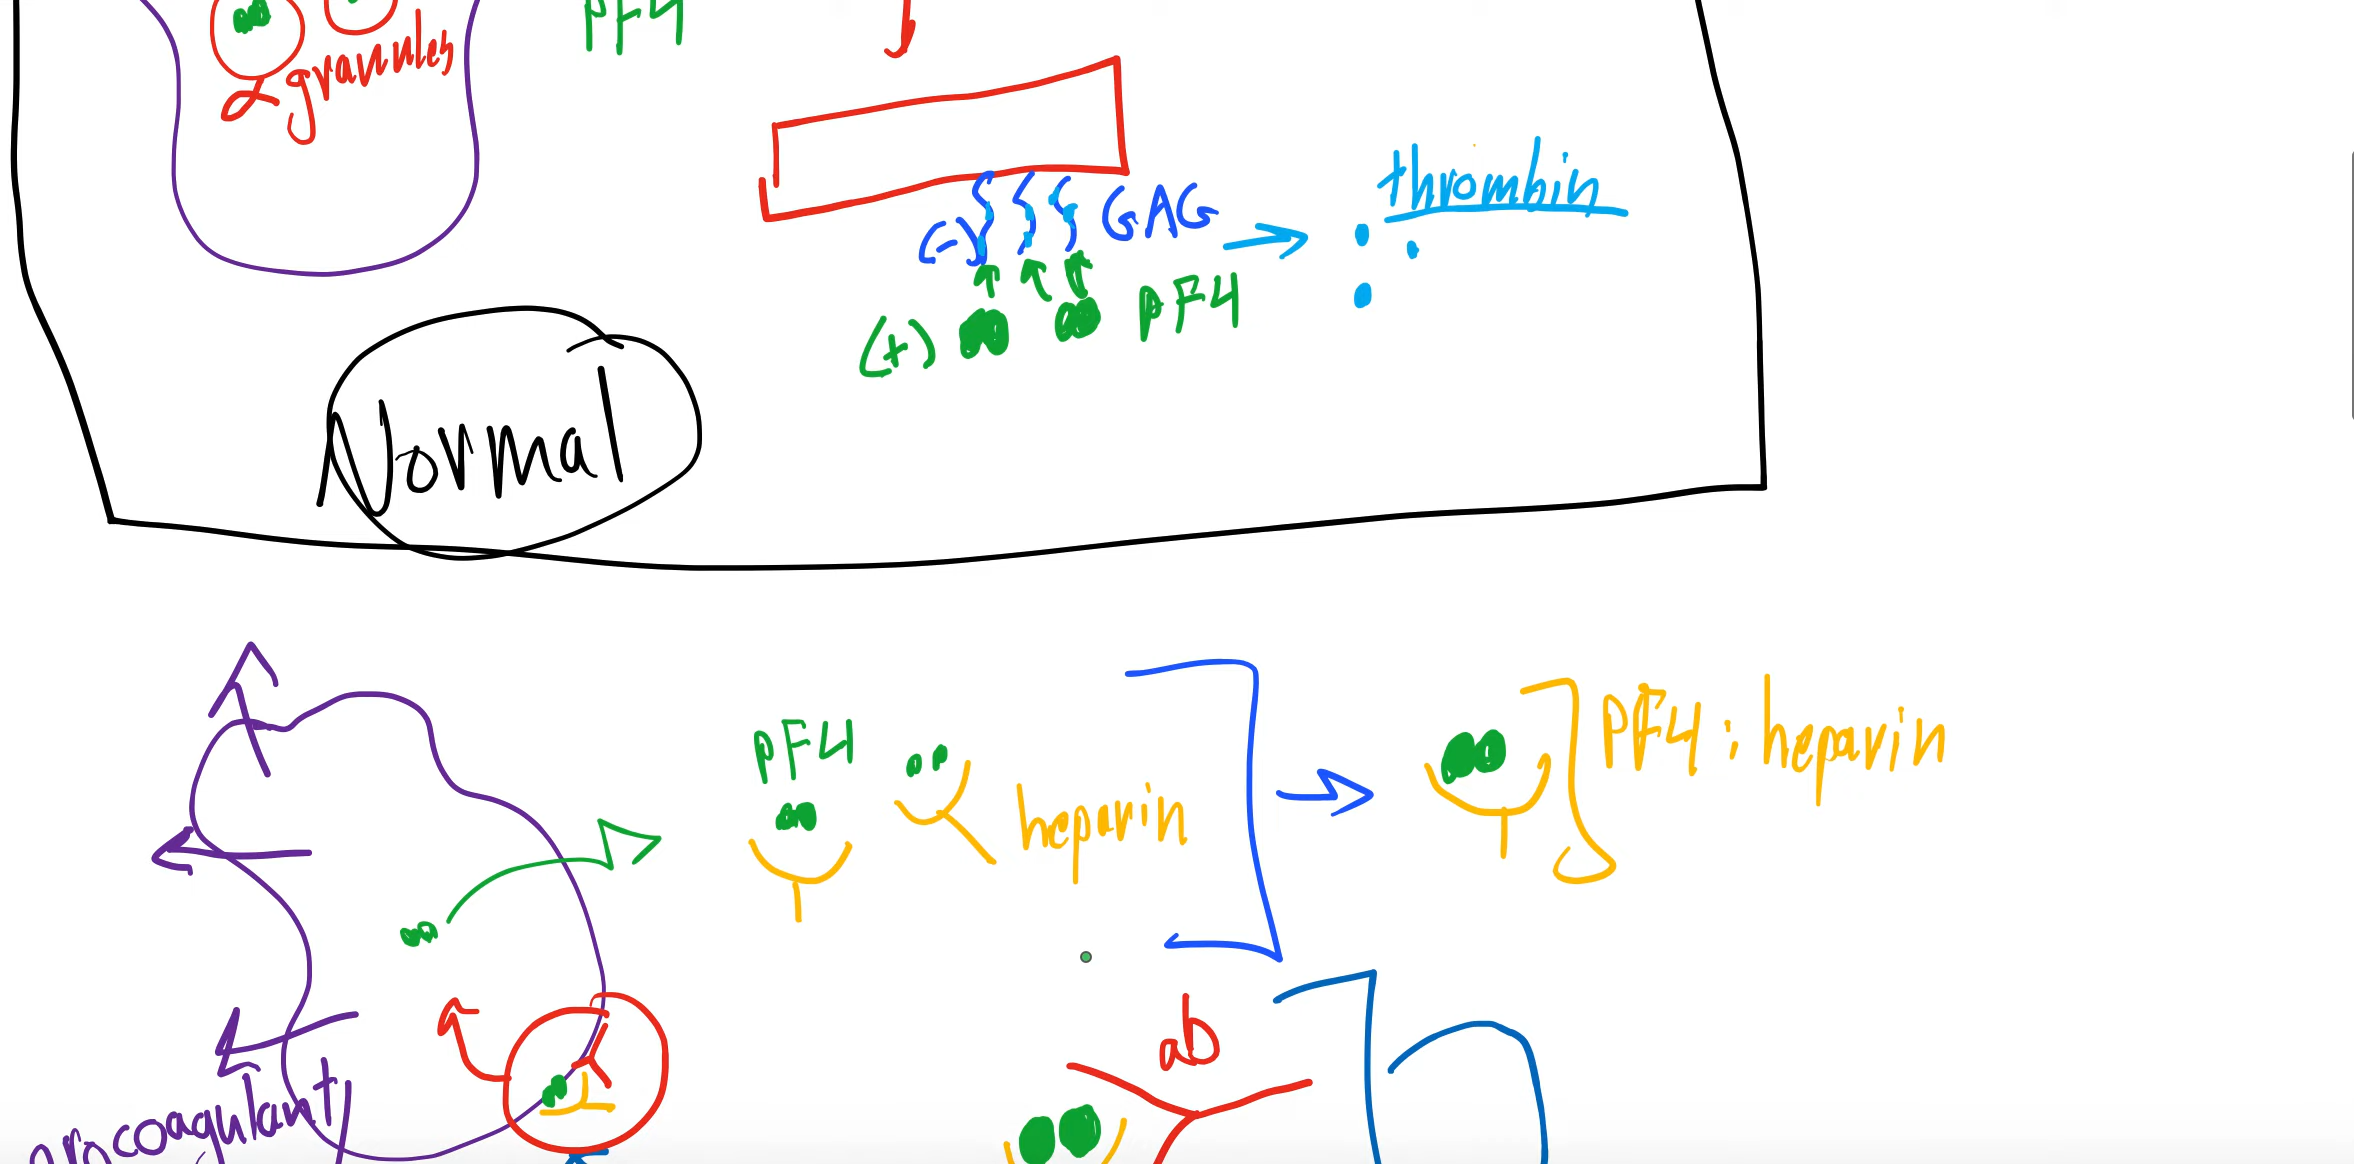 PF4
granules
α
thrombin
(-) GAG
(+) PF4
Normal
PF4
heparin
PF4 : heparin
ab
procoagulant